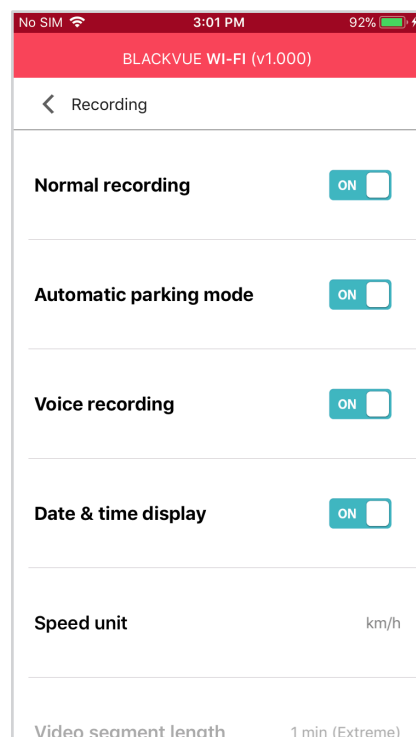 No SIM 3:01 PM 92%
BLACKVUE WI-FI (v1.000)
Recording
Normal recording ON
Automatic parking mode ON
Voice recording ON
Date & time display ON
Speed unit km/h
Video segment length 1 min (Extreme)